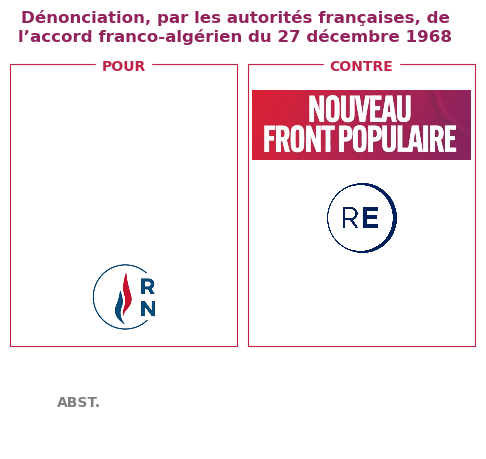 Dénonciation, par les autorités françaises, de
l’accord franco-algérien du 27 décembre 1968
POUR
CONTRE
NOUVEAU
FRONT POPULAIRE
RE
R
N
ABST.